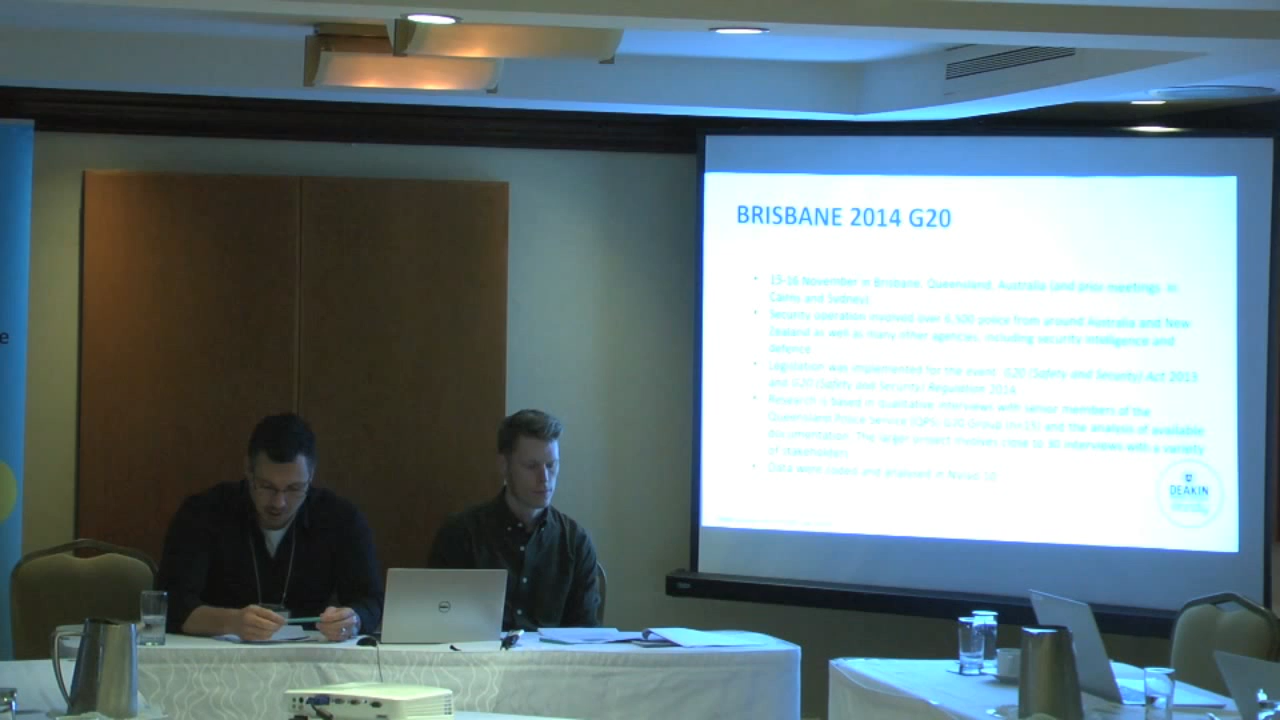 BRISBANE 2014 G20
• 15-16 November in Brisbane, Queensland, Australia (and prior meetings in
Cairns and Sydney)
• Security operation involved over 6,500 police from around Australia and New
Zealand as well as many other agencies, including security intelligence and
defence
• Legislation was implemented for the event: G20 (Safety and Security) Act 2013
and G20 (Safety and Security) Regulation 2014
• Research is based in qualitative interviews with senior members of the
Queensland Police Service (QPS) G20 Group (n=15) and the analysis of available
documentation. The larger project involves close to 80 interviews with a variety
of stakeholders
• Data were coded and analysed in NVivo 10
DEAKIN
e
DELL